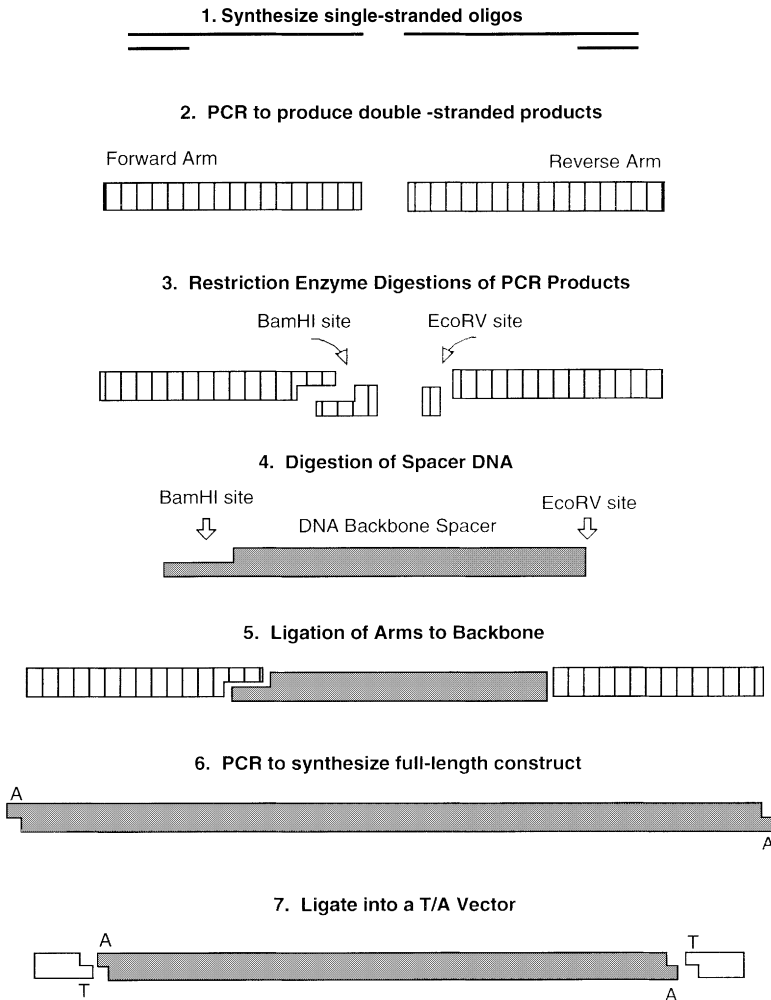 1. Synthesize single-stranded oligos
2. PCR to produce double -stranded products
Forward Arm
Reverse Arm
3. Restriction Enzyme Digestions of PCR Products
BamHI site
EcoRV site
4. Digestion of Spacer DNA
BamHI site
EcoRV site
DNA Backbone Spacer
5. Ligation of Arms to Backbone
6. PCR to synthesize full-length construct
A
A
7. Ligate into a T/A Vector
A
T
T
A